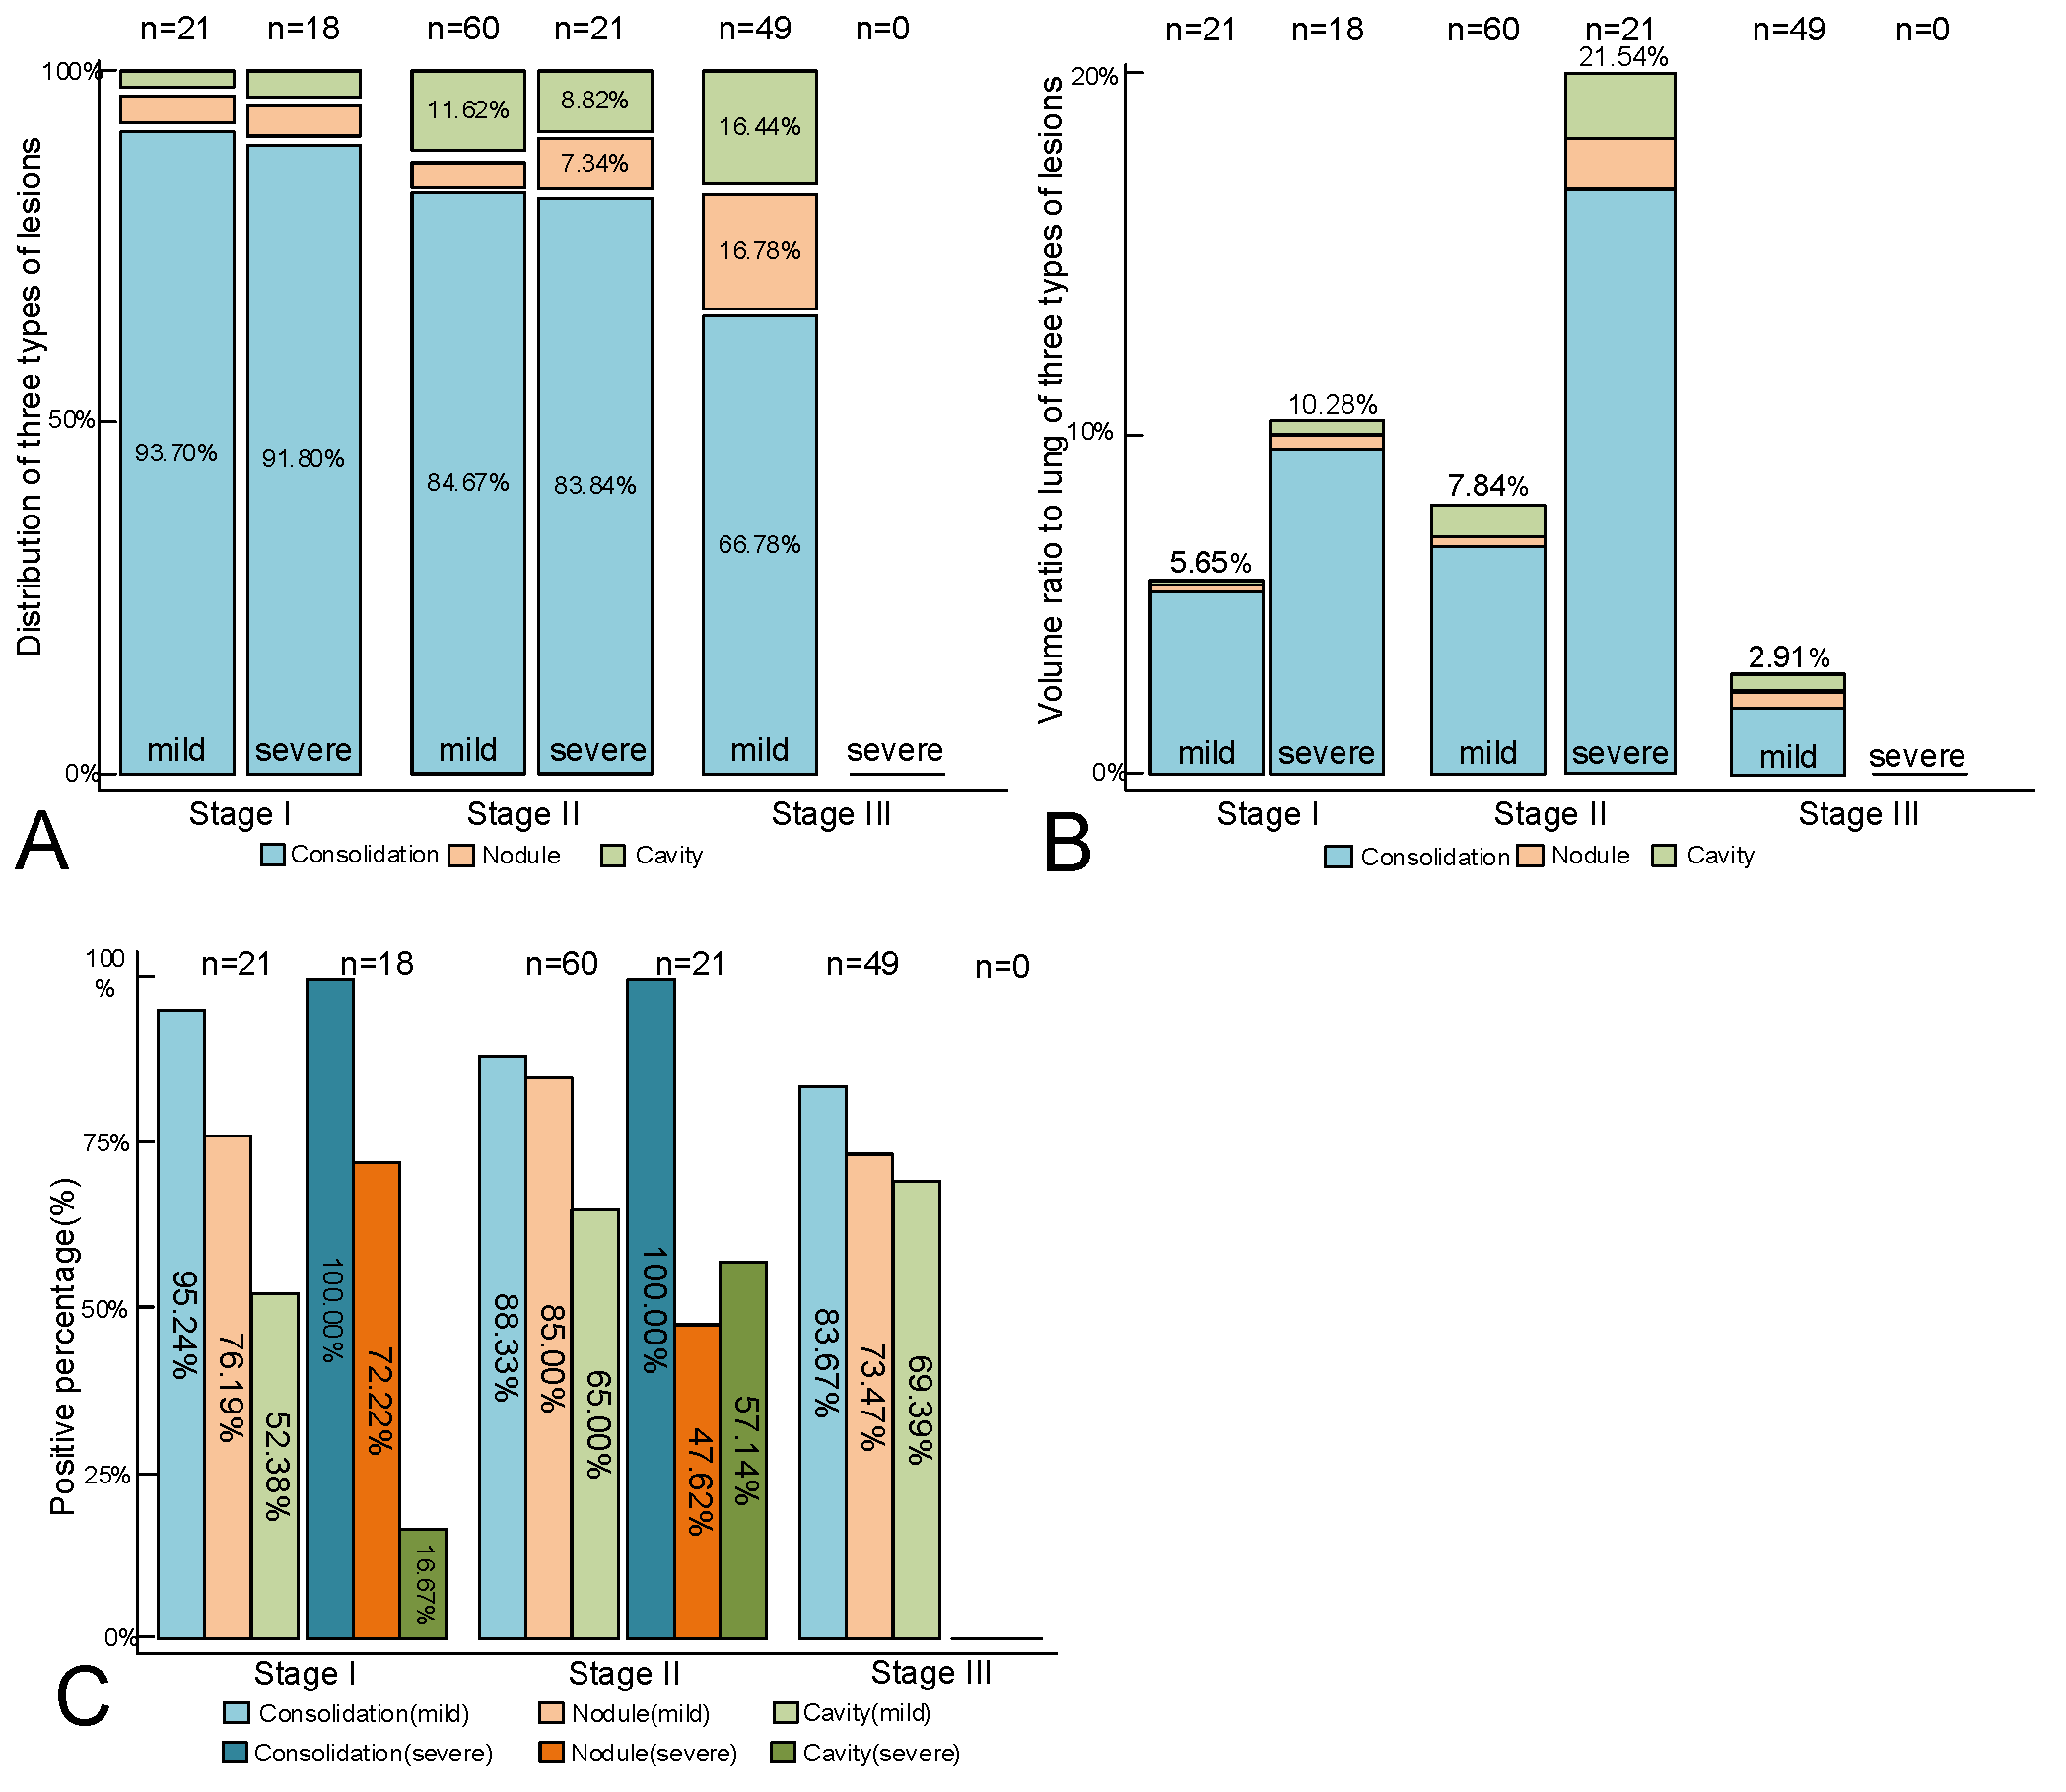 n=21 n=18 n=60 n=21 n=49 n=0
Distribution of three types of lesions
100%
50%
0%
11.62% 8.82% 16.44%
7.34%
16.78%
93.70% 91.80% 84.67% 83.84% 66.78%
mild severe mild severe mild severe
Stage I Stage II Stage III
A
Consolidation Nodule Cavity
n=21 n=18 n=60 n=21 n=49 n=0
Volume ratio to lung of three types of lesions
20%
10%
0%
21.54%
10.28%
7.84%
5.65%
2.91%
mild severe mild severe mild severe
Stage I Stage II Stage III
B
Consolidation Nodule Cavity
n=21 n=18 n=60 n=21 n=49 n=0
Positive percentage(%)
100
%
75%
50%
25%
0%
95.24% 76.19% 52.38% 100.00% 72.22% 16.67% 88.33% 85.00% 65.00% 100.00% 47.62% 57.14% 83.67% 73.47% 69.39%
Stage I Stage II Stage III
C
Consolidation(mild) Nodule(mild) Cavity(mild)
Consolidation(severe) Nodule(severe) Cavity(severe)